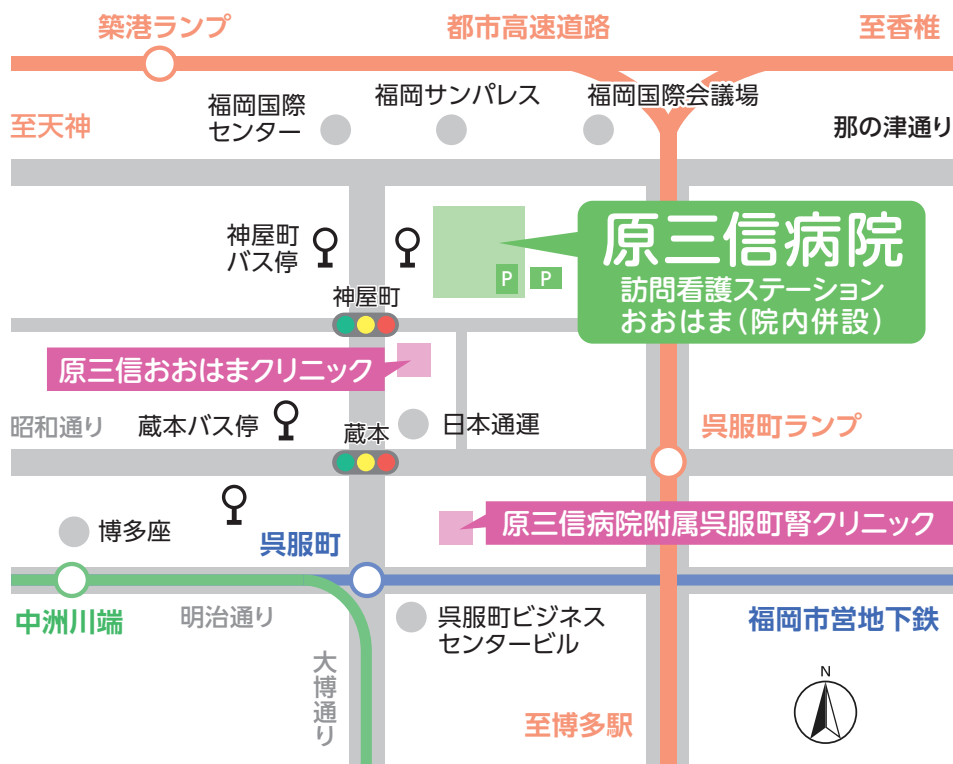 築港ランプ
都市高速道路
至香椎
福岡国際
センター
福岡サンパレス
福岡国際会議場
至天神
那の津通り
神屋町
バス停
原三信病院
訪問看護ステーション
おおはま（院内併設）
P
P
神屋町
原三信おおはまクリニック
昭和通り
蔵本バス停
蔵本
日本通運
呉服町ランプ
博多座
呉服町
原三信病院附属呉服町腎クリニック
中洲川端
明治通り
呉服町ビジネス
センタービル
福岡市営地下鉄
大博通り
至博多駅
N